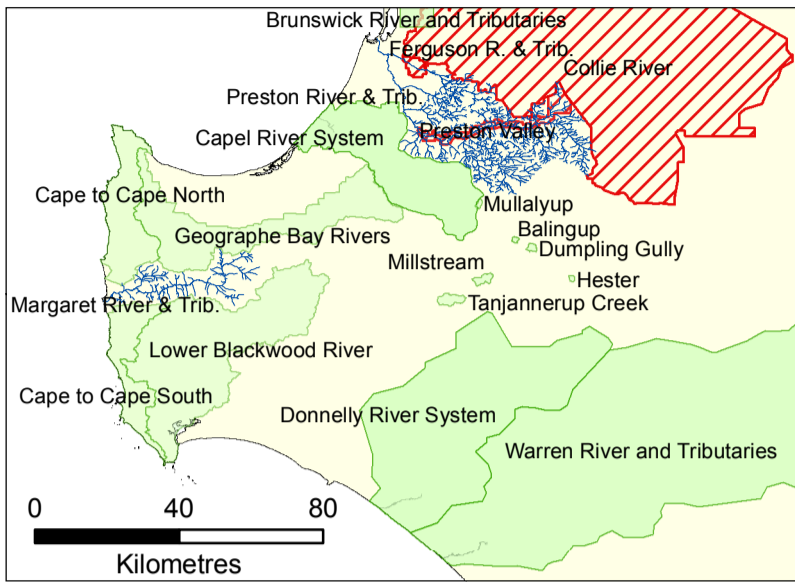 Brunswick River and Tributaries
Ferguson R. & Trib.
Collie River
Preston River & Trib.
Preston Valley
Capel River System
Cape to Cape North
Mullalyup
Balingup
Geographe Bay Rivers
Dumpling Gully
Millstream
Hester
Margaret River & Trib.
Tanjannerup Creek
Lower Blackwood River
Cape to Cape South
Donnelly River System
Warren River and Tributaries
0 40 80
Kilometres